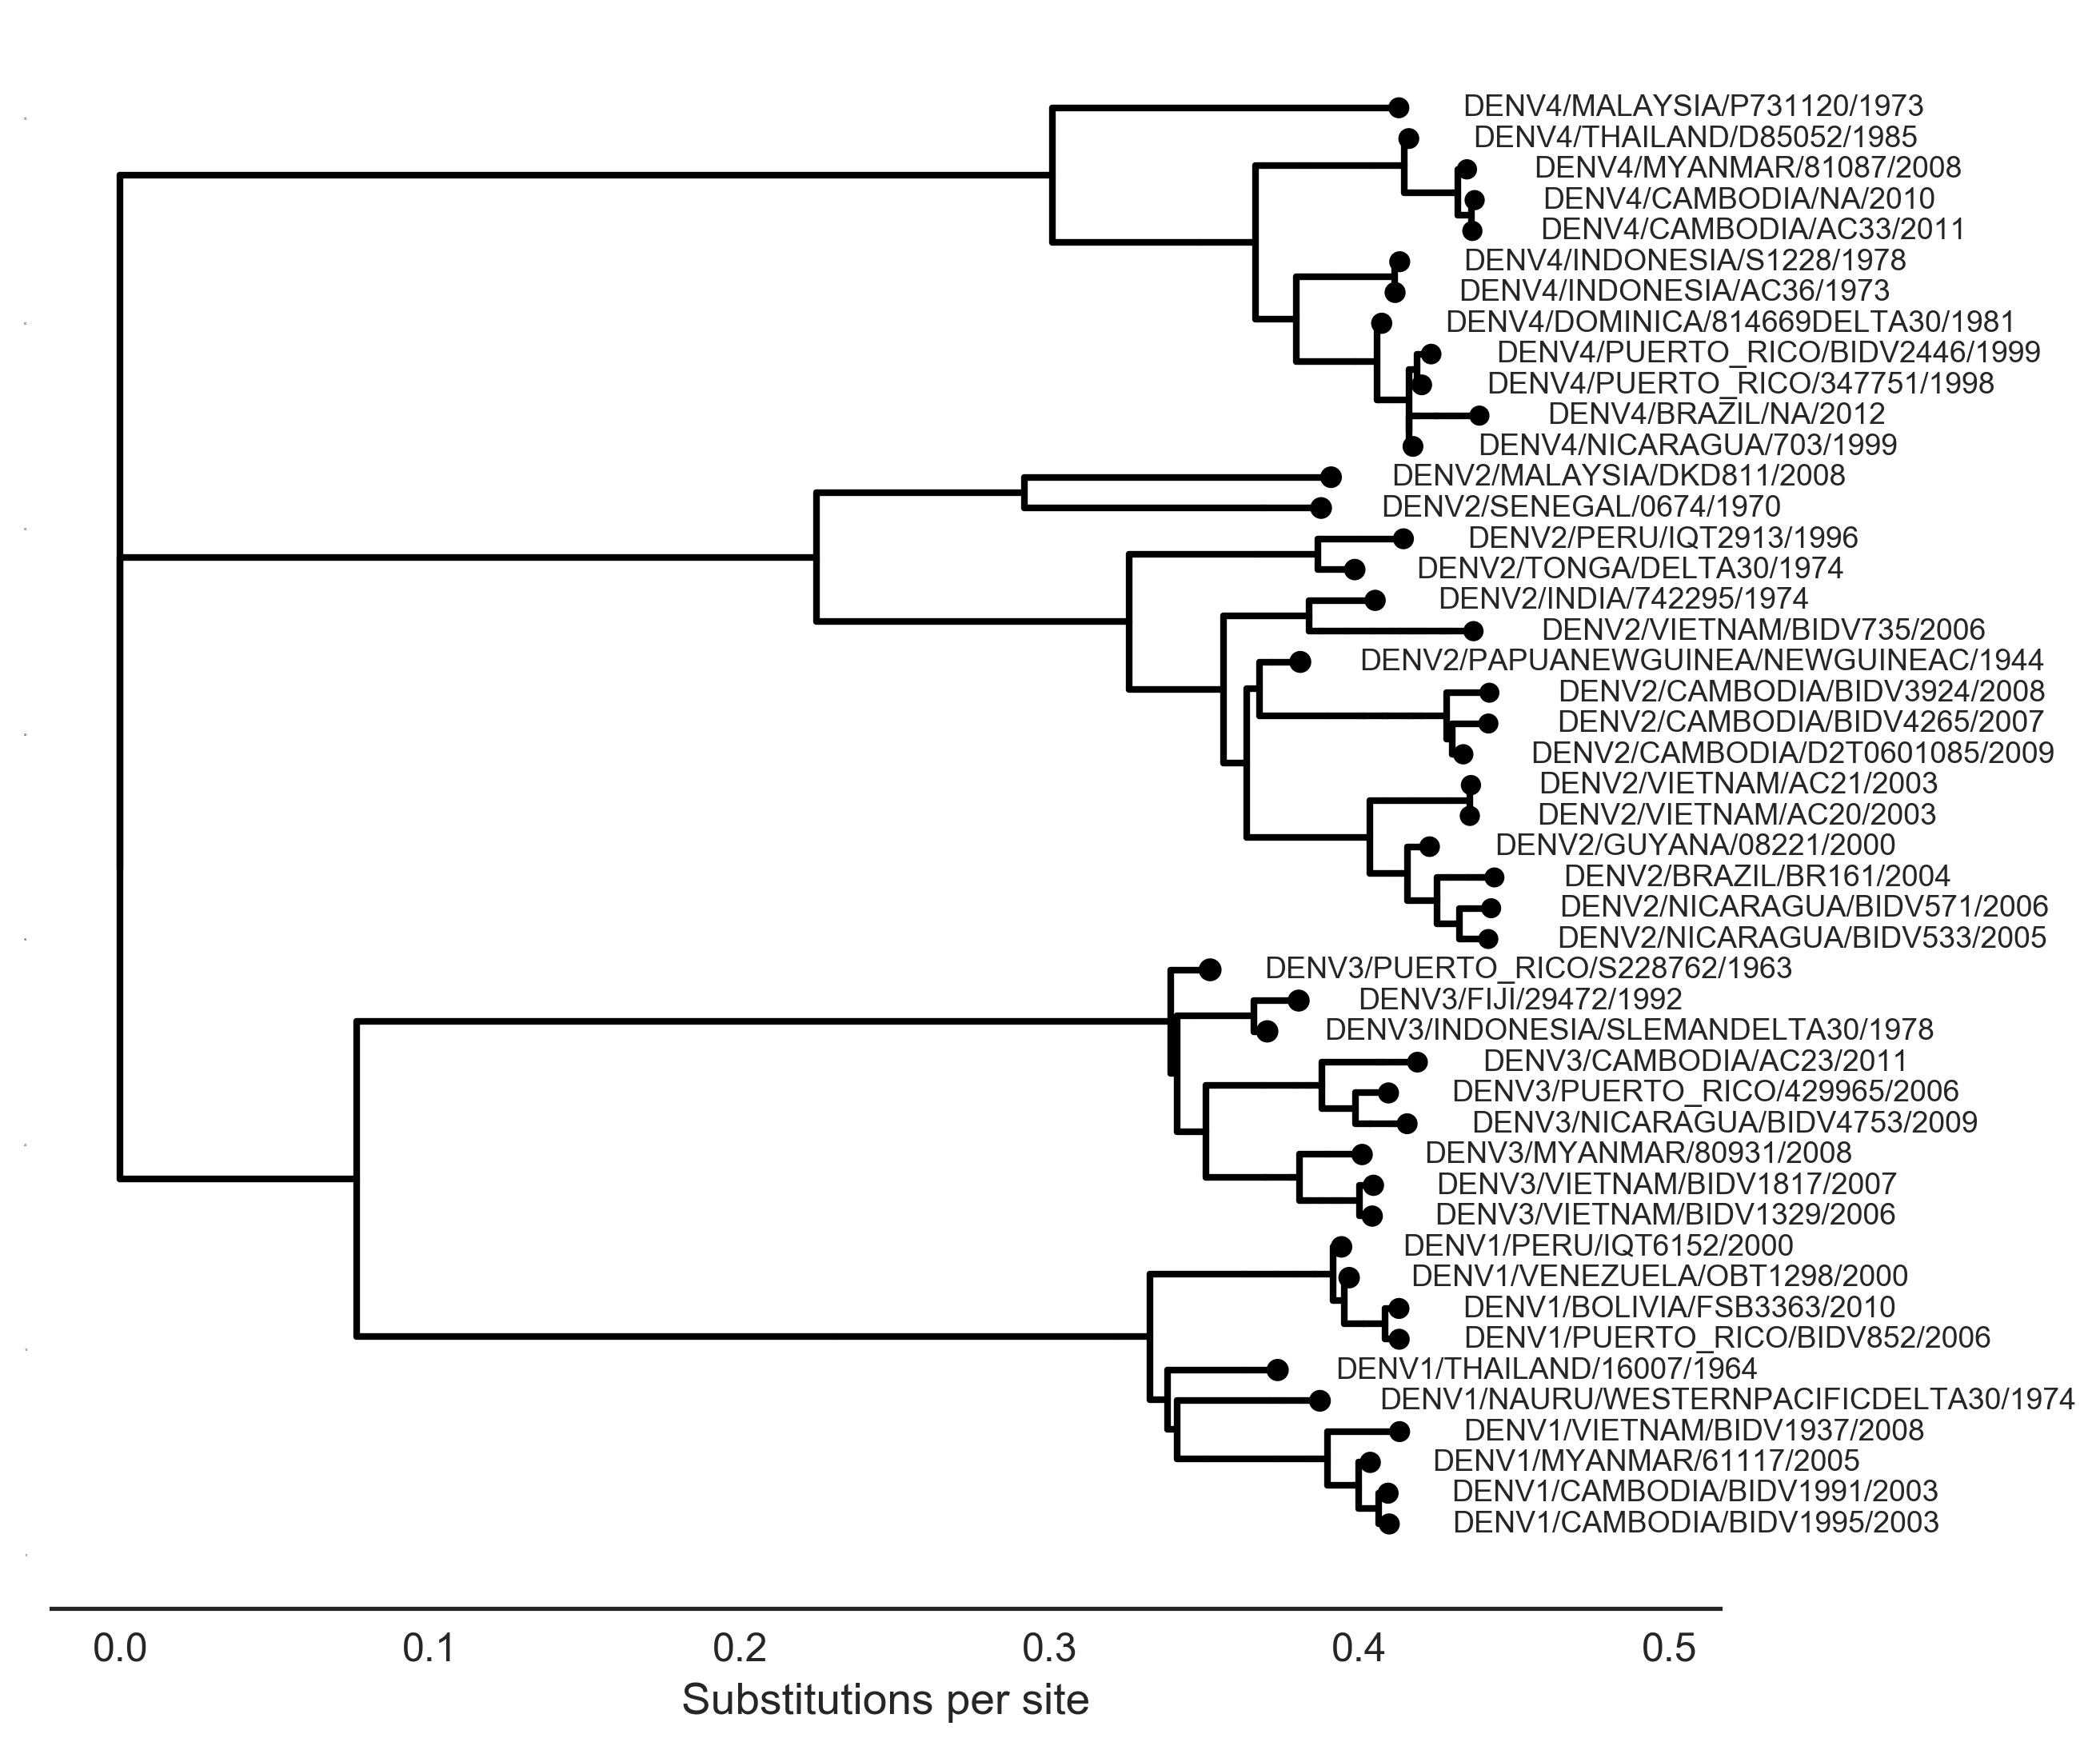 DENV4/MALAYSIA/P731120/1973
DENV4/THAILAND/D85052/1985
DENV4/MYANMAR/81087/2008
DENV4/CAMBODIA/NA/2010
DENV4/CAMBODIA/AC33/2011
DENV4/INDONESIA/S1228/1978
DENV4/INDONESIA/AC36/1973
DENV4/DOMINICA/814669DELTA30/1981
DENV4/PUERTO_RICO/BIDV2446/1999
DENV4/PUERTO_RICO/347751/1998
DENV4/BRAZIL/NA/2012
DENV4/NICARAGUA/703/1999
DENV2/MALAYSIA/DKD811/2008
DENV2/SENEGAL/0674/1970
DENV2/PERU/IQT2913/1996
DENV2/TONGA/DELTA30/1974
DENV2/INDIA/742295/1974
DENV2/VIETNAM/BIDV735/2006
DENV2/PAPUANEWGUINEA/NEWGUINEAC/1944
DENV2/CAMBODIA/BIDV3924/2008
DENV2/CAMBODIA/BIDV4265/2007
DENV2/CAMBODIA/D2T0601085/2009
DENV2/VIETNAM/AC21/2003
DENV2/VIETNAM/AC20/2003
DENV2/GUYANA/08221/2000
DENV2/BRAZIL/BR161/2004
DENV2/NICARAGUA/BIDV571/2006
DENV2/NICARAGUA/BIDV533/2005
DENV3/PUERTO_RICO/S228762/1963
DENV3/FIJI/29472/1992
DENV3/INDONESIA/SLEMANDELTA30/1978
DENV3/CAMBODIA/AC23/2011
DENV3/PUERTO_RICO/429965/2006
DENV3/NICARAGUA/BIDV4753/2009
DENV3/MYANMAR/80931/2008
DENV3/VIETNAM/BIDV1817/2007
DENV3/VIETNAM/BIDV1329/2006
DENV1/PERU/IQT6152/2000
DENV1/VENEZUELA/OBT1298/2000
DENV1/BOLIVIA/FSB3363/2010
DENV1/PUERTO_RICO/BIDV852/2006
DENV1/THAILAND/16007/1964
DENV1/NAURU/WESTERNPACIFICDELTA30/1974
DENV1/VIETNAM/BIDV1937/2008
DENV1/MYANMAR/61117/2005
DENV1/CAMBODIA/BIDV1991/2003
DENV1/CAMBODIA/BIDV1995/2003
0.0 0.1 0.2 0.3 0.4 0.5
Substitutions per site